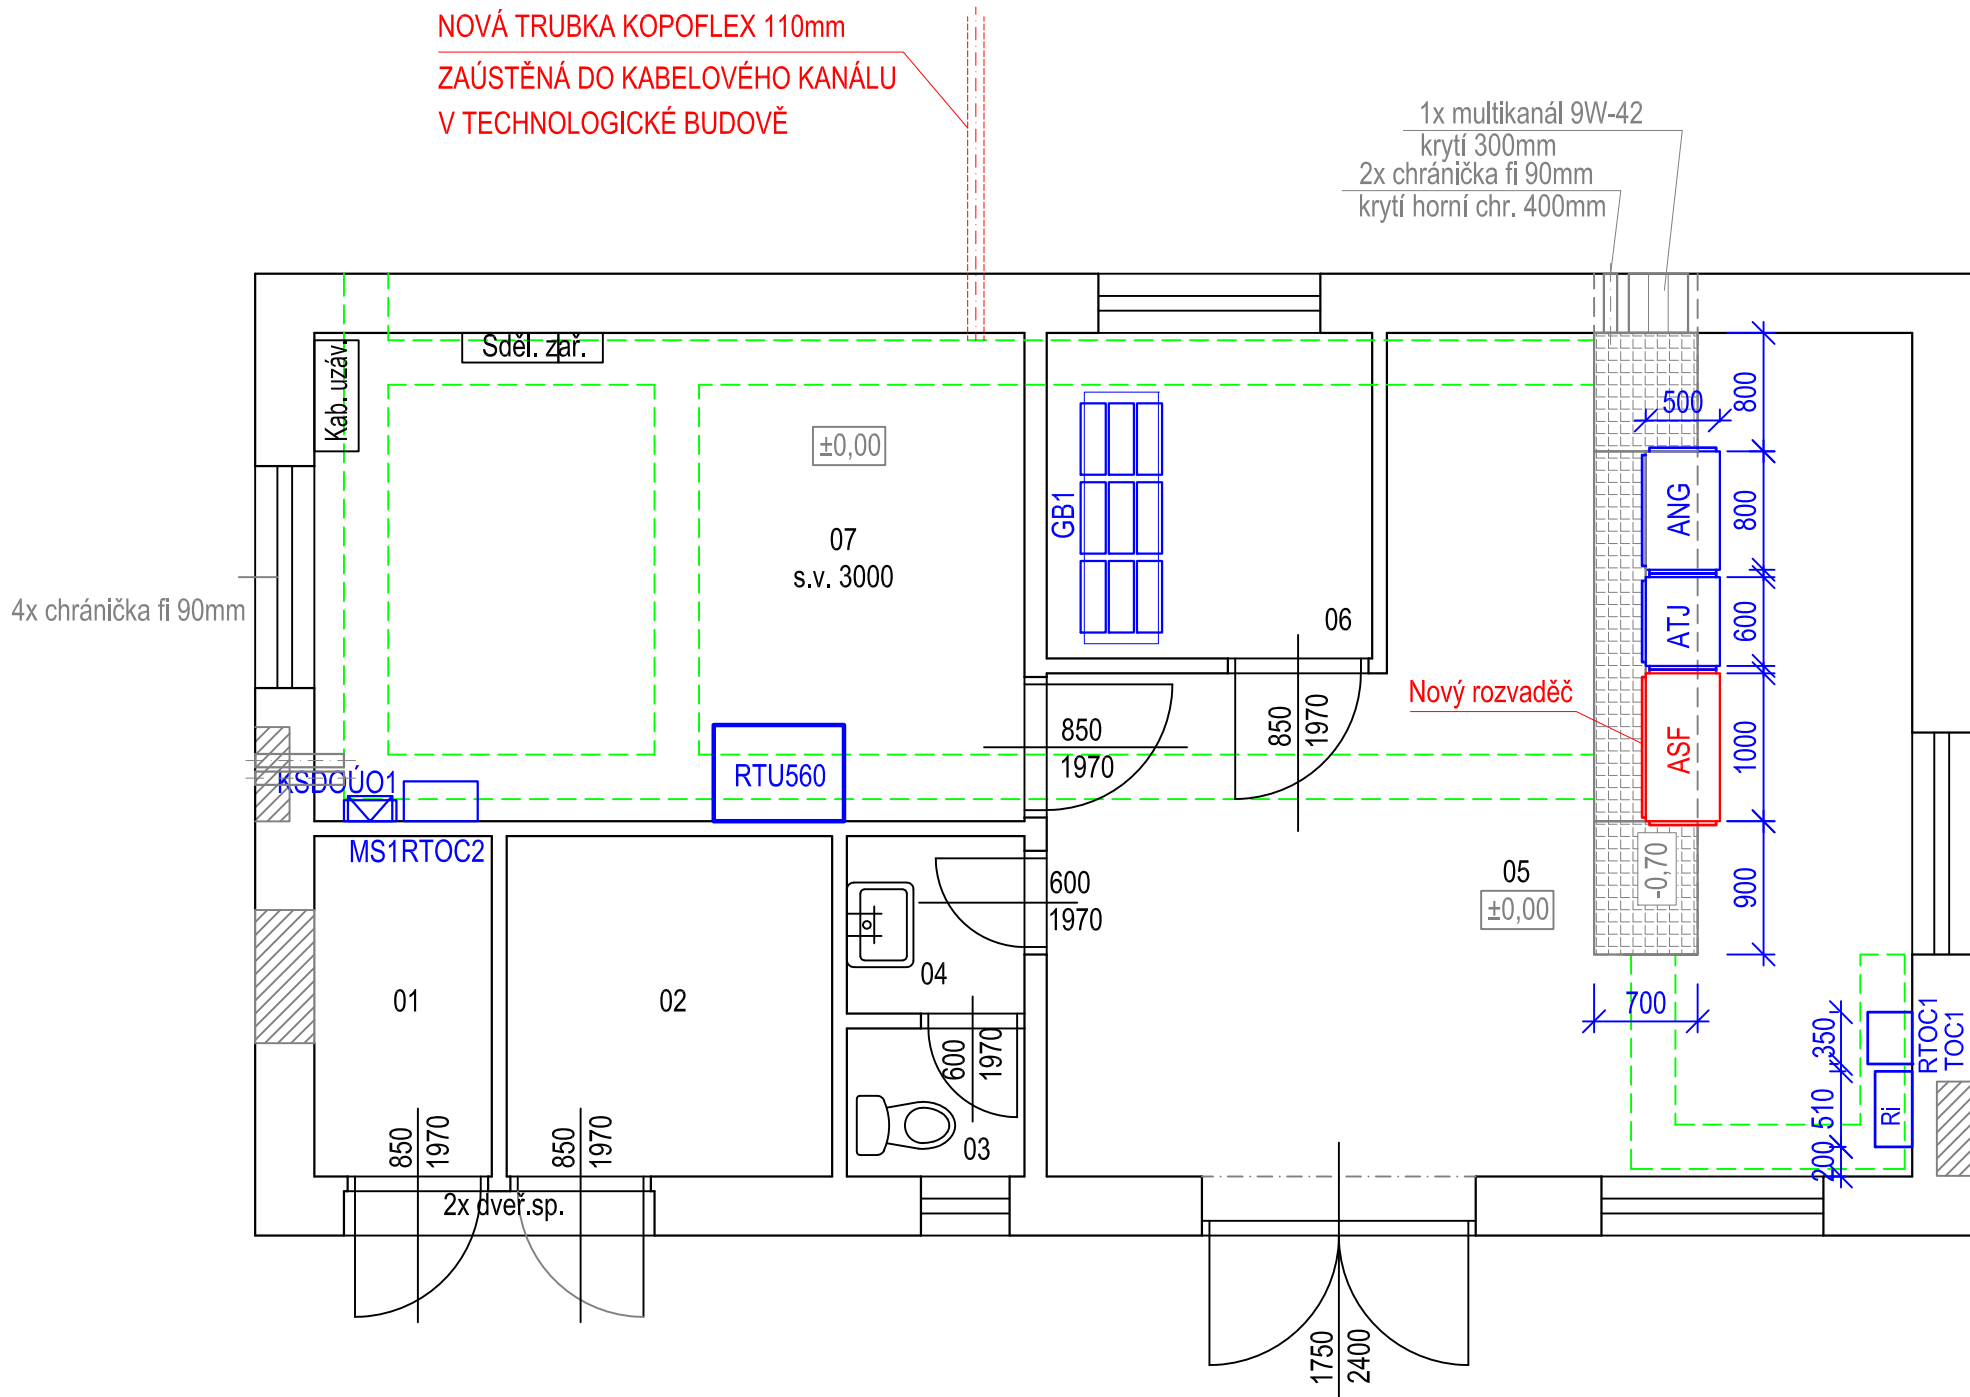 NOVÁ TRUBKA KOPOFLEX 110mm
ZAÚSTĚNÁ DO KABELOVÉHO KANÁLU
V TECHNOLOGICKÉ BUDOVĚ
1x multikanál 9W-42
krytí 300mm
2x chránička fi 90mm
krytí horní chr. 400mm
Sděl. zař.
Kab. uzáv.
±0,00
07
s.v. 3000
4x chránička fi 90mm
GB1
06
500
800
ANG
800
ATJ
600
Nový rozvaděč
ASF
1000
850
1970
850
1970
RTU560
KSDOÚO1
MS1RTOC2
-0,70
900
05
±0,00
600
1970
04
01
02
700
600
1970
03
350
510
200
RTOC1
TOC1
Ri
850
1970
850
1970
2x dveř.sp.
1750
2400